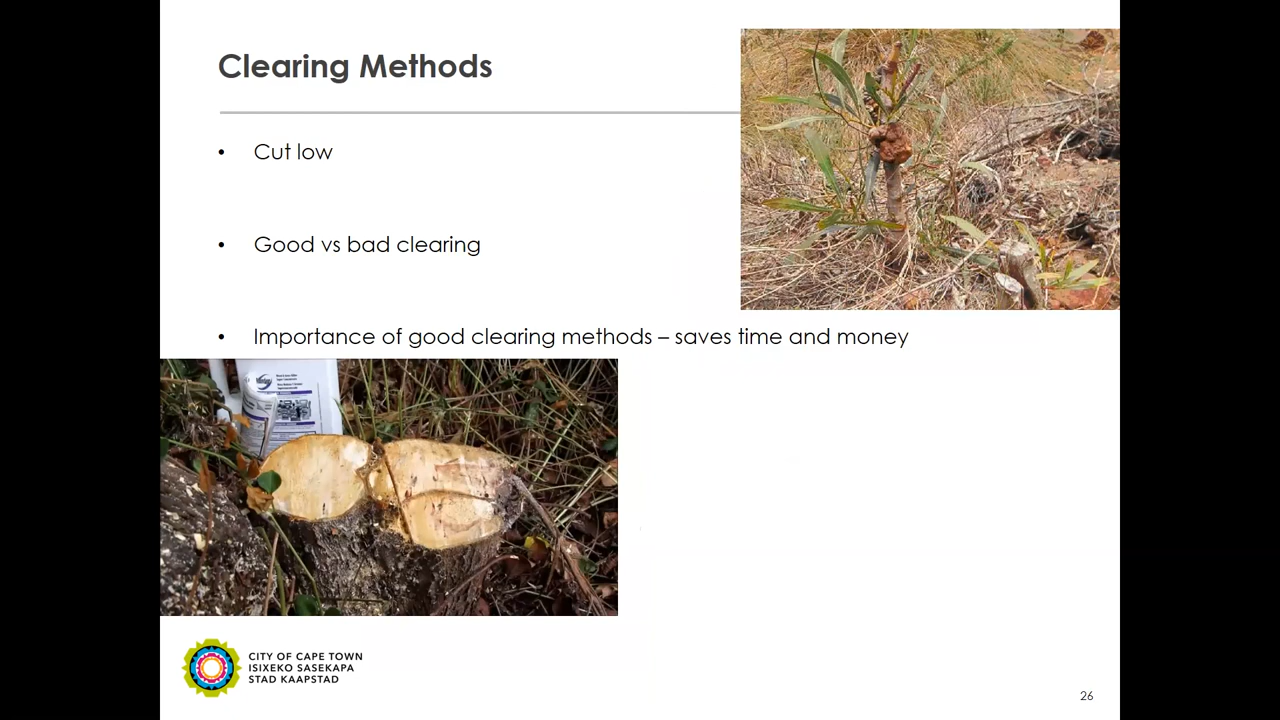 Clearing Methods
• Cut low
• Good vs bad clearing
• Importance of good clearing methods – saves time and money
CITY OF CAPE TOWN
ISIXEKO SASEKAPA
STAD KAAPSTAD
26